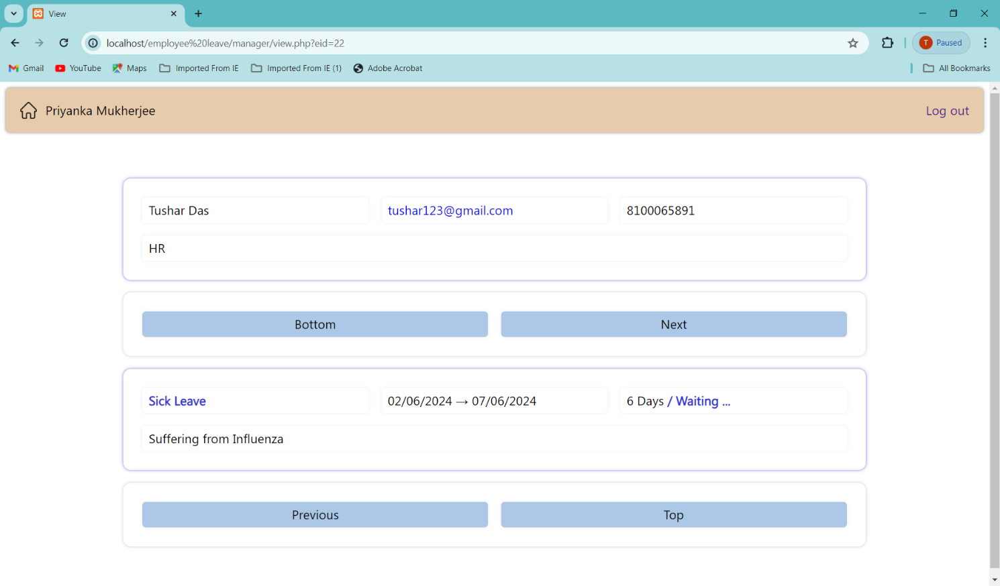 View
localhost/employee%20leave/manager/view.php?eid=22
T Paused
Gmail YouTube Maps Imported From IE Imported From IE (1) Adobe Acrobat All Bookmarks
Priyanka Mukherjee Log out
Tushar Das tushar123@gmail.com 8100065891
HR
Bottom Next
Sick Leave 02/06/2024 → 07/06/2024 6 Days / Waiting ...
Suffering from Influenza
Previous Top